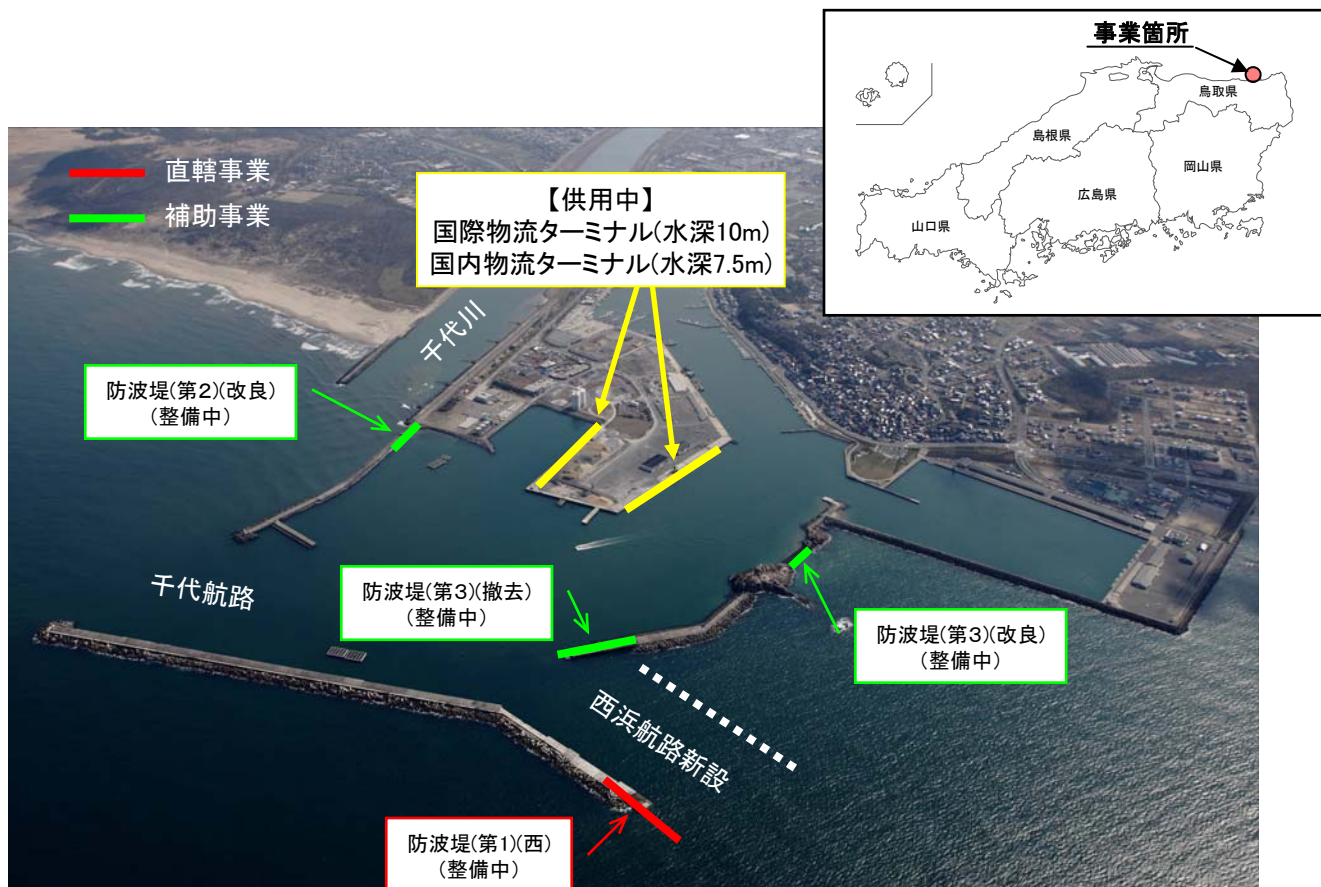 事業箇所
鳥取県
島根県
岡山県
広島県
山口県
直轄事業
補助事業
【供用中】
国際物流ターミナル(水深10m)
国内物流ターミナル(水深7.5m)
千代川
防波堤(第2)(改良)
(整備中)
千代航路
防波堤(第3)(撤去)
(整備中)
防波堤(第3)(改良)
(整備中)
西浜航路新設
防波堤(第1)(西)
(整備中)